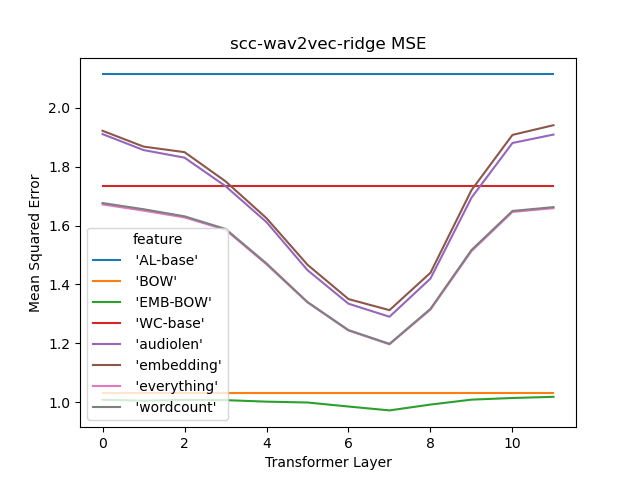 scc-wav2vec-ridge MSE
Mean Squared Error
2.0
1.8
1.6
1.4
1.2
1.0
feature
'AL-base'
'BOW'
'EMB-BOW'
'WC-base'
'audiolen'
'embedding'
'everything'
'wordcount'
0 2 4 6 8 10
Transformer Layer